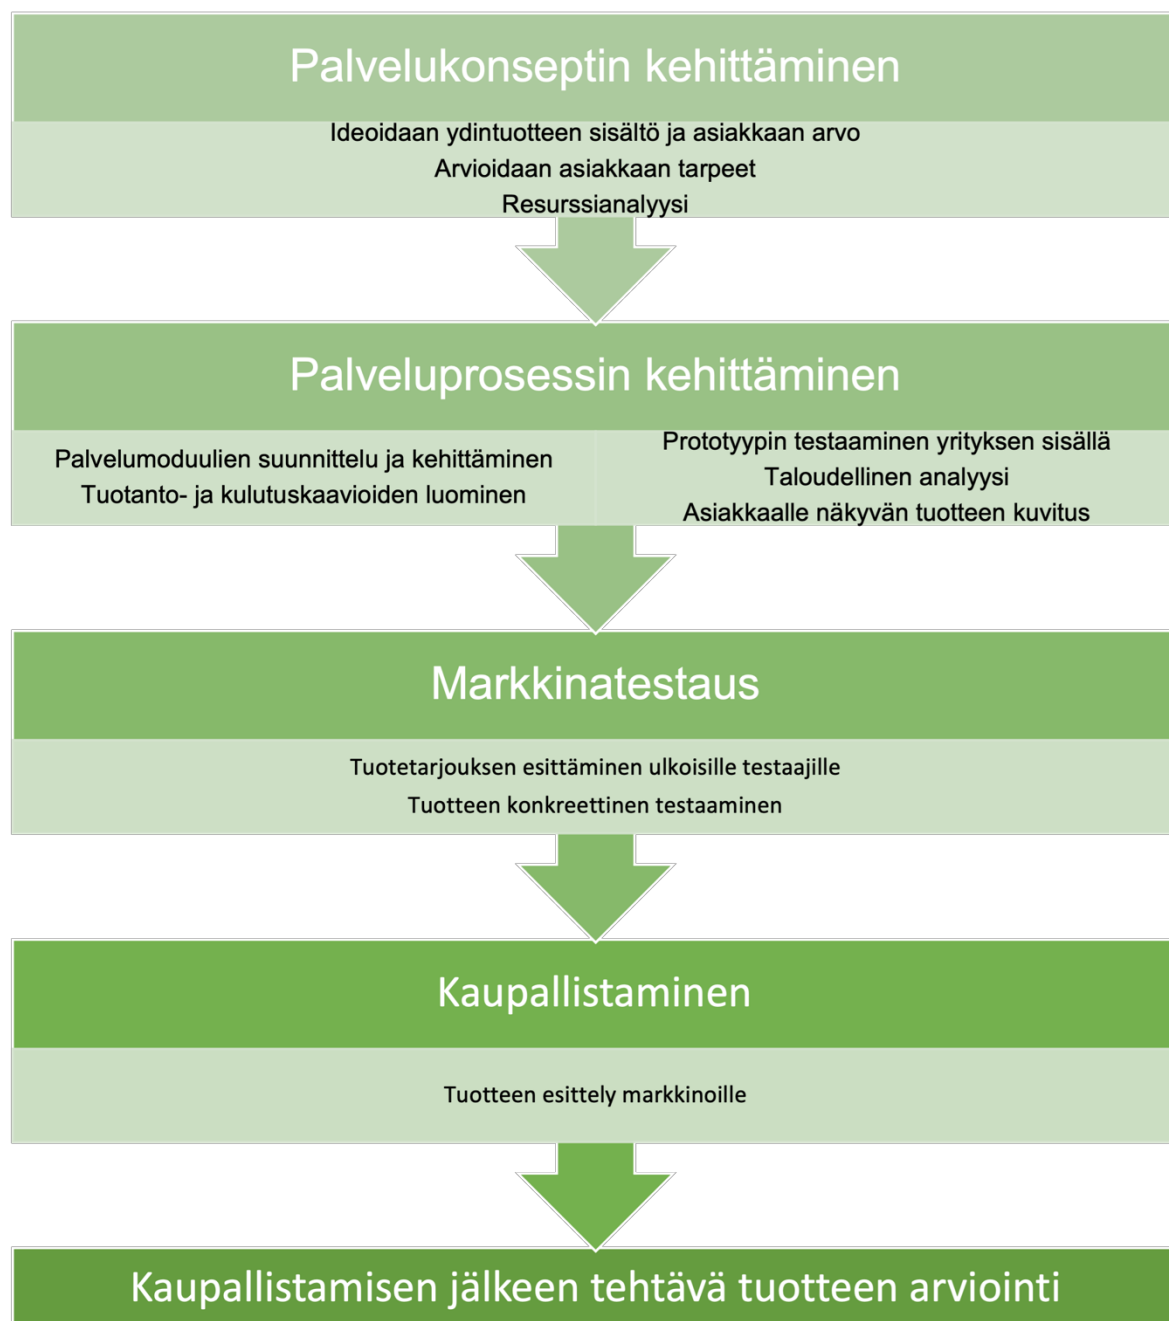 Palvelukonseptin kehittäminen
Ideoidaan ydintuotteen sisältö ja asiakkaan arvo
Arvioidaan asiakkaan tarpeet
Resurssianalyysi
Palveluprosessin kehittäminen
Palvelumoduulien suunnittelu ja kehittäminen
Tuotanto- ja kulutuskaavioiden luominen
Prototyypin testaaminen yrityksen sisällä
Taloudellinen analyysi
Asiakkaalle näkyvän tuotteen kuvitus
Markkinatestaus
Tuotetarjouksen esittäminen ulkoisille testaajille
Tuotteen konkreettinen testaaminen
Kaupallistaminen
Tuotteen esittely markkinoille
Kaupallistamisen jälkeen tehtävä tuotteen arviointi